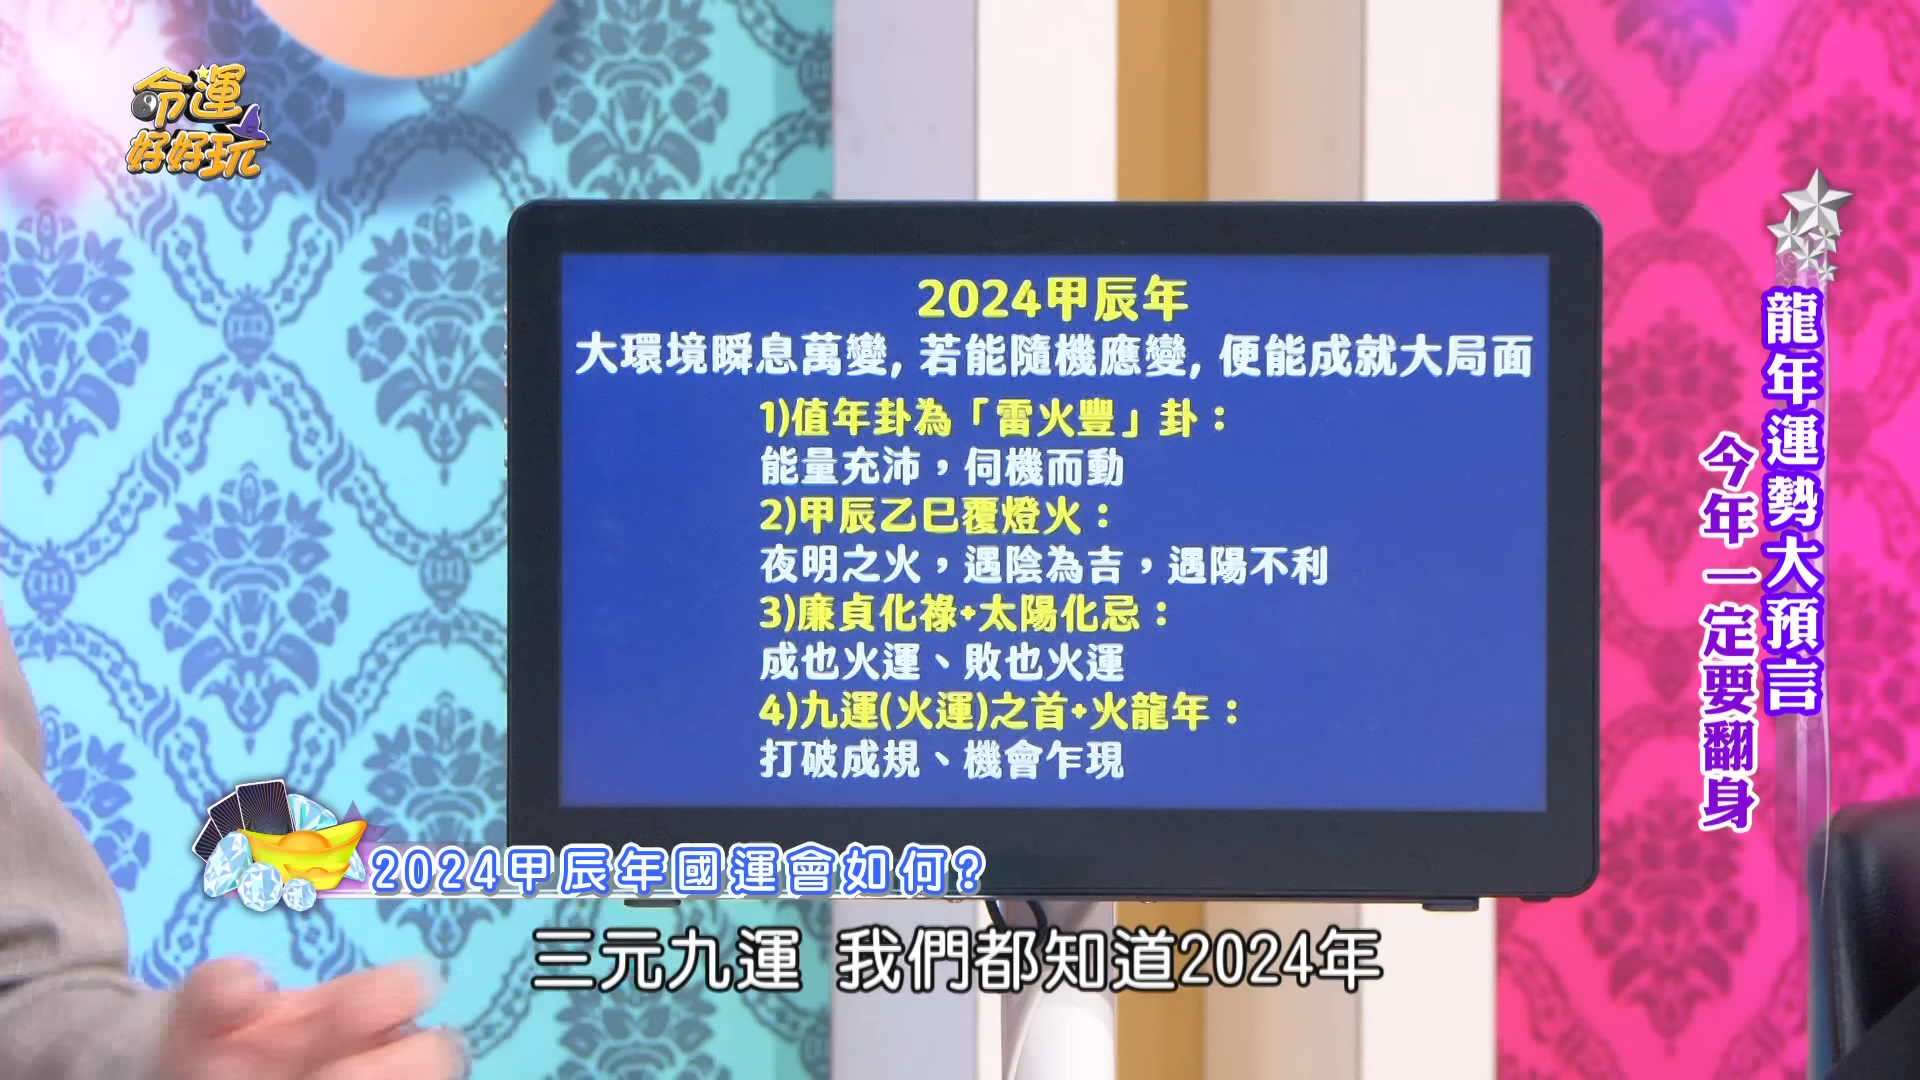 命運
好好玩
2024甲辰年
大環境瞬息萬變, 若能隨機應變, 便能成就大局面
1)值年卦為「雷火豐」卦：
能量充沛，伺機而動
2)甲辰乙巳覆燈火：
夜明之火，遇陰為吉，遇陽不利
3)廉貞化祿+太陽化忌：
成也火運、敗也火運
4)九運(火運)之首+火龍年：
打破成規、機會乍現
龍年運勢大預言
今年一定要翻身
2024甲辰年國運會如何?
三元九運 我們都知道2024年